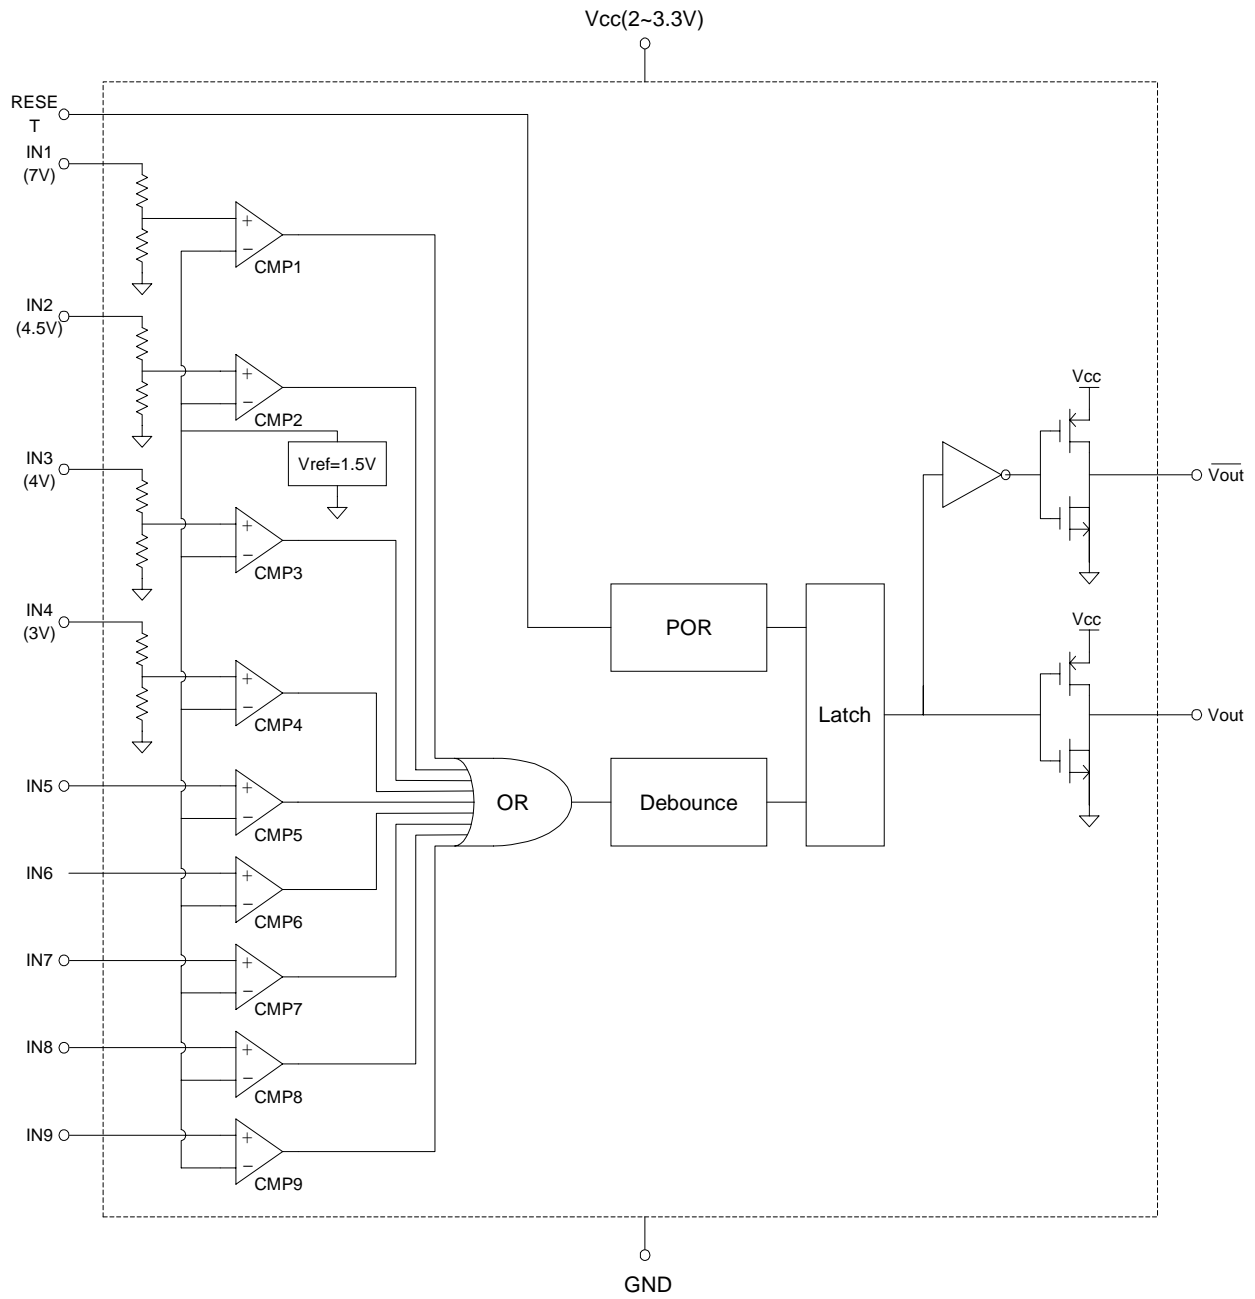 Vcc(2~3.3V)
RESE
T
IN1
(7V)
+
−
CMP1
IN2
(4.5V)
+
−
CMP2
Vref=1.5V
IN3
(4V)
+
−
CMP3
IN4
(3V)
+
−
CMP4
IN5
+
−
CMP5
IN6
+
−
CMP6
IN7
+
−
CMP7
IN8
+
−
CMP8
IN9
+
−
CMP9
OR
POR
Debounce
Latch
Vcc
Vout
Vcc
Vout
GND